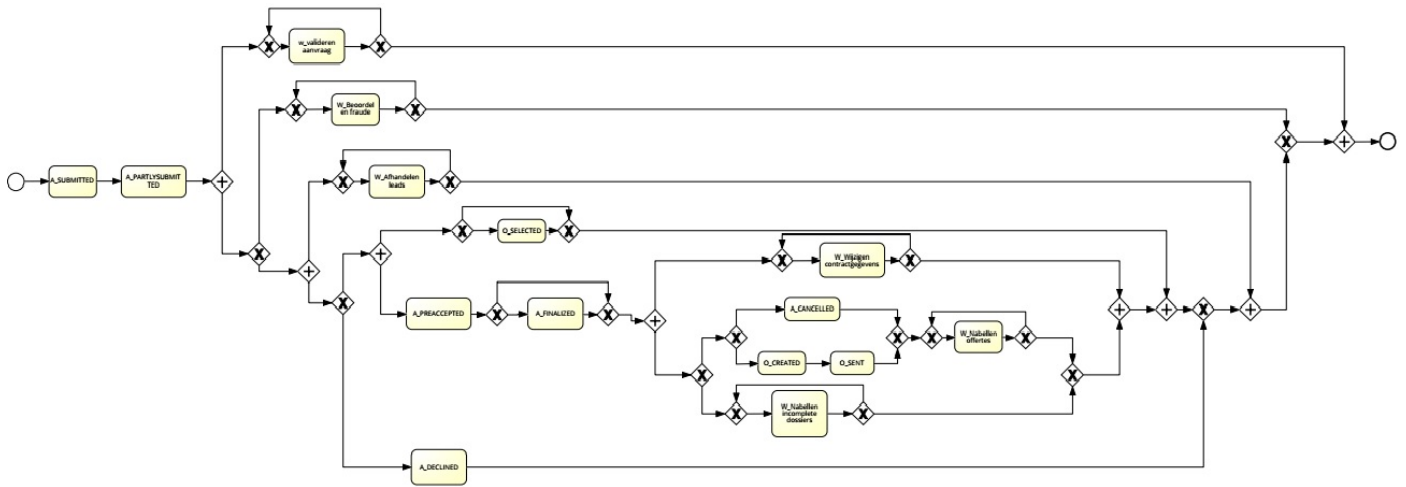 w_valideren
aanvraag
W_Beoordel
en fraude
A_SUBMITTED
A_PARTLYSUBMIT
TED
W_Afhandelen
leads
O_SELECTED
W_Wijzigen
contractgegevens
A_PREACCEPTED
A_FINALIZED
A_CANCELLED
W_Nabellen
offertes
O_CREATED
O_SENT
W_Nabellen
incomplete
dossiers
A_DECLINED